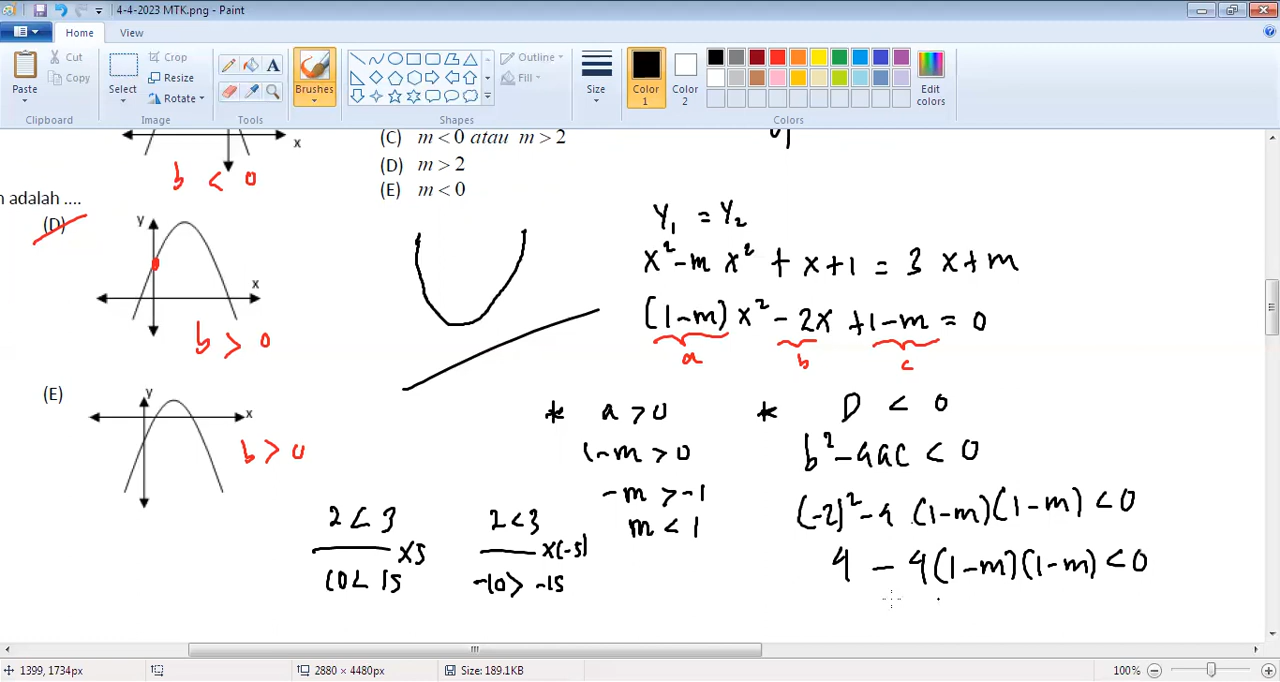 4-4-2023 MTK.png - Paint
Home
View
Paste
Cut
Copy
Clipboard
Select
Crop
Resize
Rotate
Image
A
Tools
Brushes
Shapes
Outline
Fill
Size
Color 1
Color 2
Edit colors
Colors
x
b < 0
n adalah ....
(D)
y
x
b > 0
(E)
y
x
b > 0
(C) m < 0 atau m > 2
(D) m > 2
(E) m < 0
Y₁ = Y₂
x² - m x² + x + 1 = 3 x + m
(1-m) x² - 2x + 1 - m = 0
a
b
c
* a > 0
1-m > 0
-m > -1
m < 1
* D < 0
b² - 4ac < 0
(-2)² - 4 (1-m)(1-m) < 0
4 - 4(1-m)(1-m) < 0
2 < 3
x5
10 < 15
2 < 3
x(-5)
-10 > -15
1399, 1734px
2880 × 4480px
Size: 189.1KB
100%